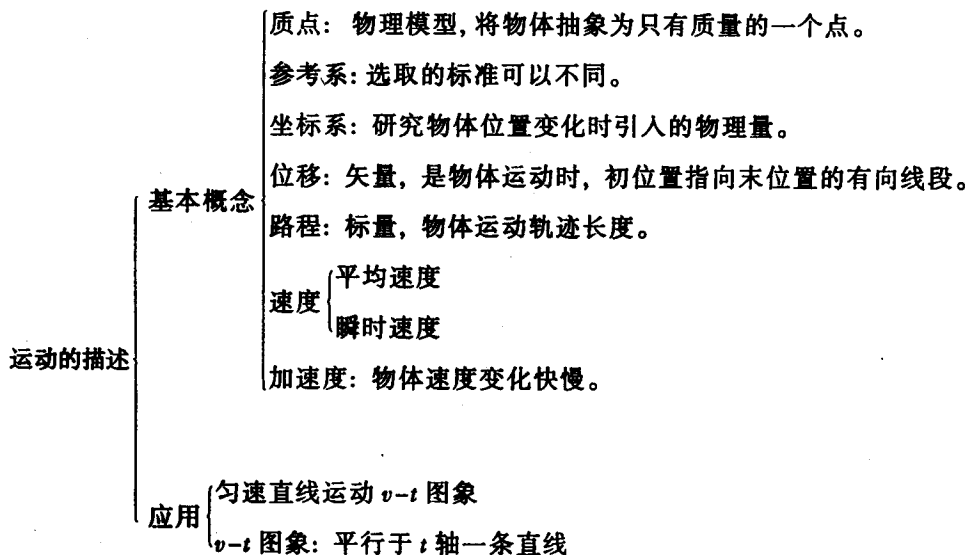 质点：物理模型，将物体抽象为只有质量的一个点。
参考系：选取的标准可以不同。
坐标系：研究物体位置变化时引入的物理量。
位移：矢量，是物体运动时，初位置指向末位置的有向线段。
基本概念
路程：标量，物体运动轨迹长度。
平均速度
速度
瞬时速度
运动的描述
加速度：物体速度变化快慢。
匀速直线运动 v-t 图象
应用
v-t 图象：平行于 t 轴一条直线